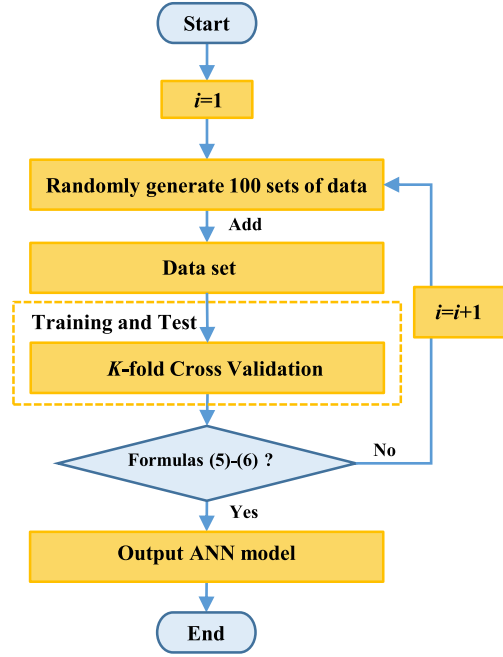 Start
i=1
Randomly generate 100 sets of data
Add
Data set
i=i+1
Training and Test
K-fold Cross Validation
Formulas (5)-(6) ?
No
Yes
Output ANN model
End